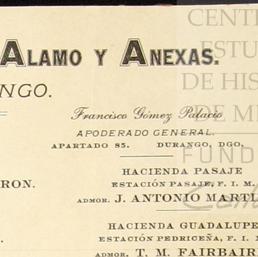 CENT
ESTU
DE HIS
DE M
FUND
ALAMO Y ANEXAS.
NGO.
Francisco Gómez Palacio
APODERADO GENERAL.
APARTADO 85. DURANGO, DGO.
HACIENDA PASAJE
RON. ESTACIÓN PASAJE, F. I. M.
ADMOR. J. ANTONIO MARTI
HACIENDA GUADALUPE
ESTACIÓN PEDRICEÑA, F. I. M
ADMOR. T. M. FAIRBAIR